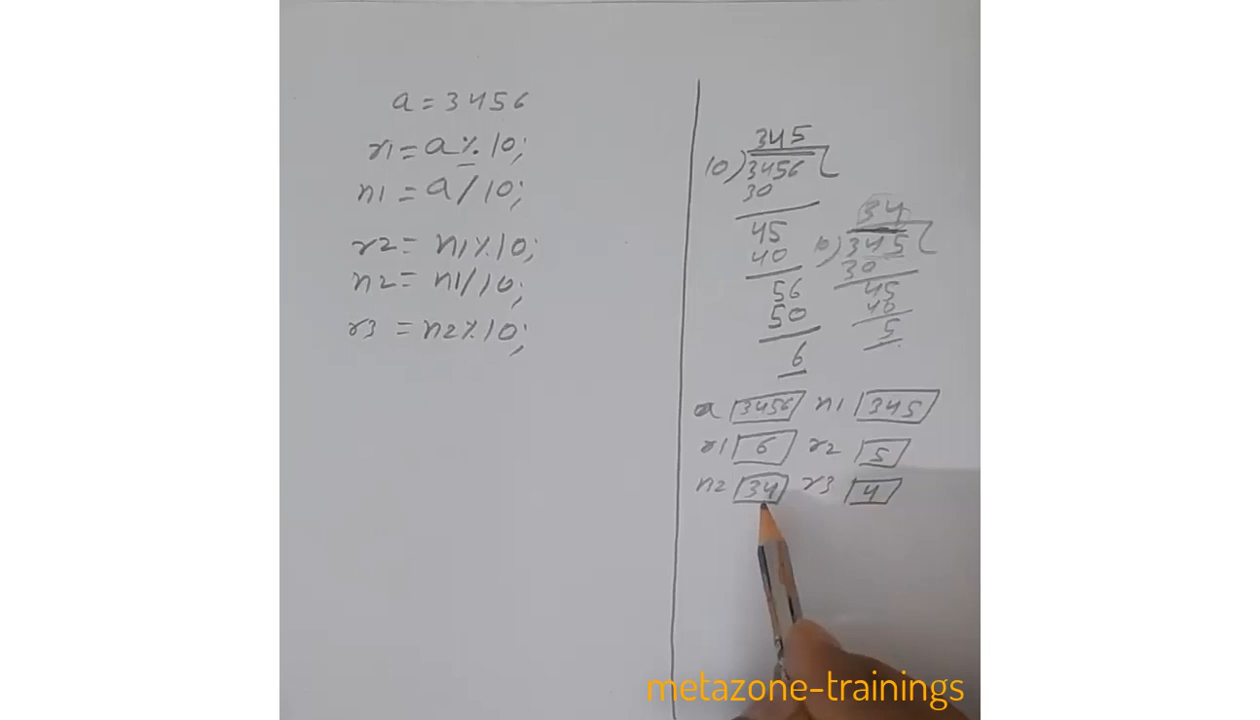 a = 3456
r1 = a % 10;
n1 = a / 10;
r2 = n1 % 10;
n2 = n1 / 10;
r3 = n2 % 10;
345
10 ) 3456 (
30
45
40
56
50
6
34
10 ) 345 (
30
45
40
5
a 3456 n1 345
r1 6 r2 5
n2 34 r3 4
metazone-trainings